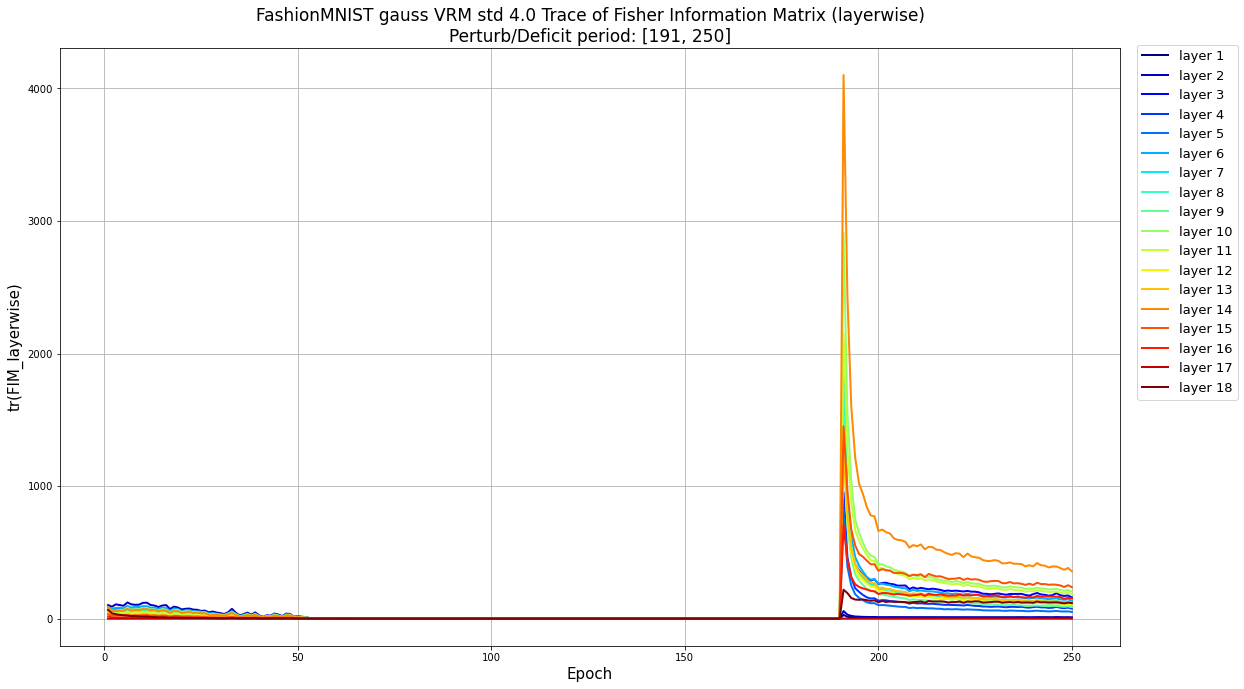 FashionMNIST gauss VRM std 4.0 Trace of Fisher Information Matrix (layerwise)
Perturb/Deficit period: [191, 250]
tr(FIM_layerwise)
4000
3000
2000
1000
0
0
50
100
150
200
250
Epoch
layer 1
layer 2
layer 3
layer 4
layer 5
layer 6
layer 7
layer 8
layer 9
layer 10
layer 11
layer 12
layer 13
layer 14
layer 15
layer 16
layer 17
layer 18